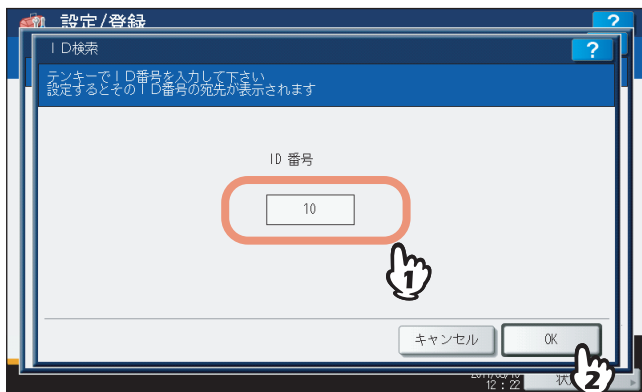 設定/登録
?
ID検索
?
テンキーでID番号を入力して下さい
設定するとそのID番号の宛先が表示されます
ID 番号
10
1
キャンセル
OK
2
12:22
状